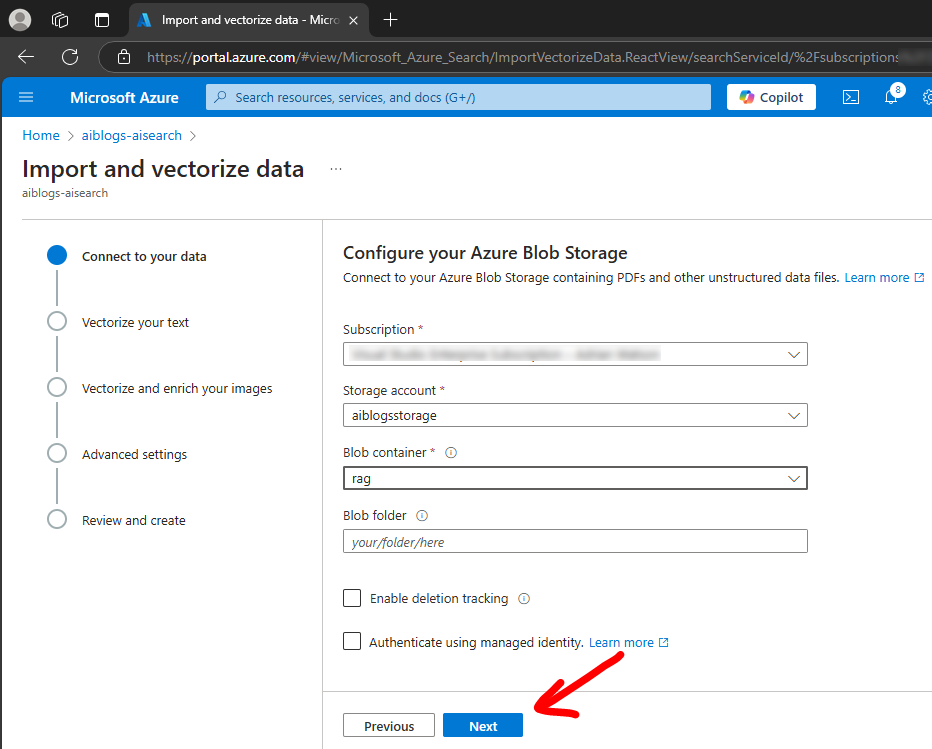 Import and vectorize data - Micro
https://portal.azure.com/#view/Microsoft_Azure_Search/ImportVectorizeData.ReactView/searchServiceId/%2Fsubscriptions
Microsoft Azure
Search resources, services, and docs (G+/)
Copilot
8
Home > aiblogs-aisearch >
Import and vectorize data ...
aiblogs-aisearch
Connect to your data
Vectorize your text
Vectorize and enrich your images
Advanced settings
Review and create
Configure your Azure Blob Storage
Connect to your Azure Blob Storage containing PDFs and other unstructured data files. Learn more
Subscription *
Storage account *
aiblogsstorage
Blob container *
rag
Blob folder
your/folder/here
Enable deletion tracking
Authenticate using managed identity. Learn more
Previous
Next